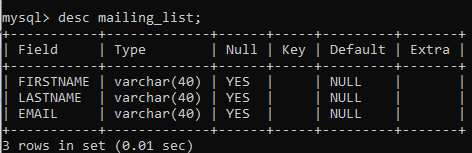 mysql> desc mailing_list;
+-----------+-------------+------+-----+---------+-------+
| Field     | Type        | Null | Key | Default | Extra |
+-----------+-------------+------+-----+---------+-------+
| FIRSTNAME | varchar(40) | YES  |     | NULL    |       |
| LASTNAME  | varchar(40) | YES  |     | NULL    |       |
| EMAIL     | varchar(40) | YES  |     | NULL    |       |
+-----------+-------------+------+-----+---------+-------+
3 rows in set (0.01 sec)